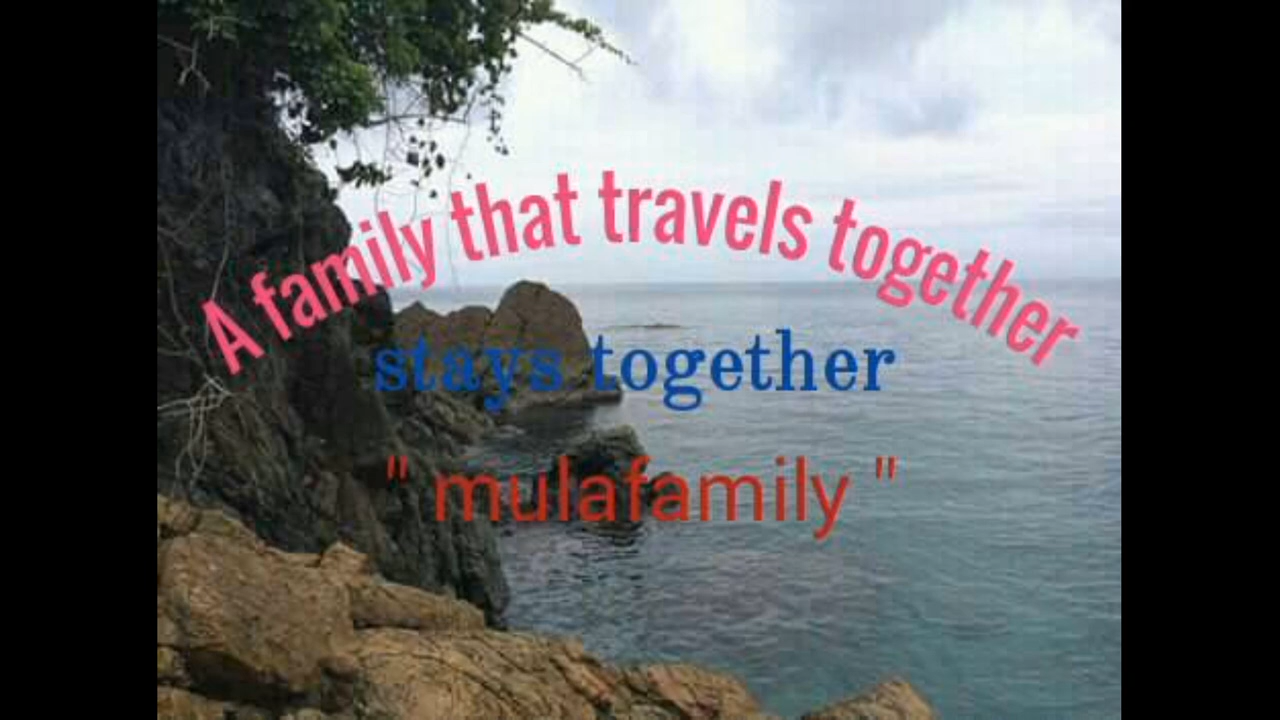 A family that travels together
stays together
" mulafamily "